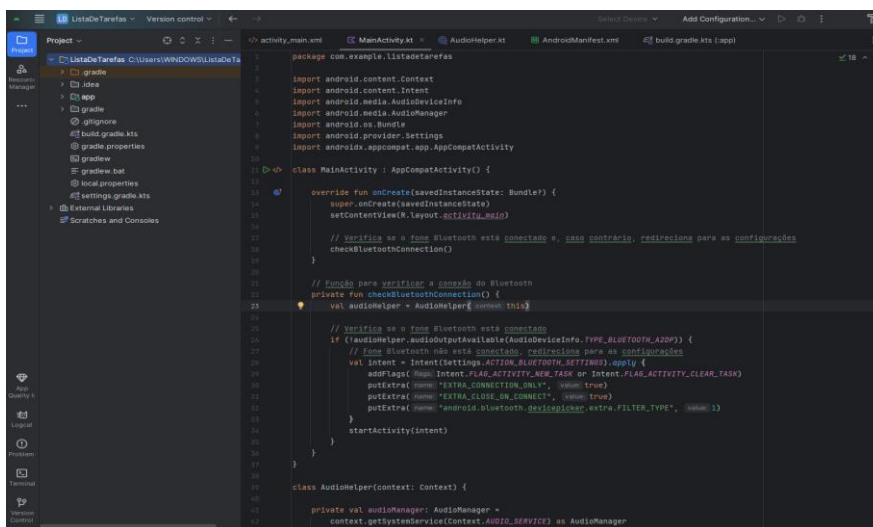 LD ListaDeTarefas Version control
Select Device Add Configuration...
Project
Project
activity_main.xml MainActivity.kt AudioHelper.kt AndroidManifest.xml build.gradle.kts (:app)
ListaDeTarefas C:\Users\WINDOWS\ListaDeTa
.gradle
.idea
app
gradle
.gitignore
build.gradle.kts
gradle.properties
gradlew
gradlew.bat
local.properties
settings.gradle.kts
External Libraries
Scratches and Consoles
Resource
Manager
App
Quality I
Logcat
Problem
Terminal
Version
Control
18
package com.example.listadetarefas
import android.content.Context
import android.content.Intent
import android.media.AudioDeviceInfo
import android.media.AudioManager
import android.os.Bundle
import android.provider.Settings
import androidx.appcompat.app.AppCompatActivity
class MainActivity : AppCompatActivity() {
override fun onCreate(savedInstanceState: Bundle?) {
super.onCreate(savedInstanceState)
setContentView(R.layout.activity_main)
// Verifica se o fone Bluetooth está conectado e, caso contrário, redireciona para as configurações
checkBluetoothConnection()
}
// Função para verificar a conexão do Bluetooth
private fun checkBluetoothConnection() {
23 val audioHelper = AudioHelper( context: this)
// Verifica se o fone Bluetooth está conectado
if (!audioHelper.audioOutputAvailable(AudioDeviceInfo.TYPE_BLUETOOTH_A2DP)) {
// Fone Bluetooth não está conectado, redireciona para as configurações
val intent = Intent(Settings.ACTION_BLUETOOTH_SETTINGS).apply {
addFlags( flags: Intent.FLAG_ACTIVITY_NEW_TASK or Intent.FLAG_ACTIVITY_CLEAR_TASK)
putExtra( name: "EXTRA_CONNECTION_ONLY", value: true)
putExtra( name: "EXTRA_CLOSE_ON_CONNECT", value: true)
putExtra( name: "android.bluetooth.devicepicker.extra.FILTER_TYPE", value: 1)
}
startActivity(intent)
}
}
}
class AudioHelper(context: Context) {
private val audioManager: AudioManager =
context.getSystemService(Context.AUDIO_SERVICE) as AudioManager